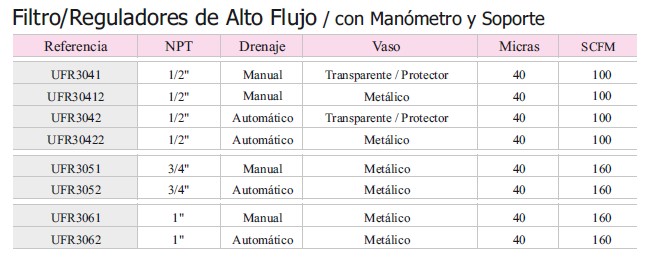 Filtro/Reguladores de Alto Flujo / con Manómetro y Soporte
Referencia NPT Drenaje Vaso Micras SCFM
UFR3041 1/2" Manual Transparente / Protector 40 100
UFR30412 1/2" Manual Metálico 40 100
UFR3042 1/2" Automático Transparente / Protector 40 100
UFR30422 1/2" Automático Metálico 40 100
UFR3051 3/4" Manual Metálico 40 160
UFR3052 3/4" Automático Metálico 40 160
UFR3061 1" Manual Metálico 40 160
UFR3062 1" Automático Metálico 40 160